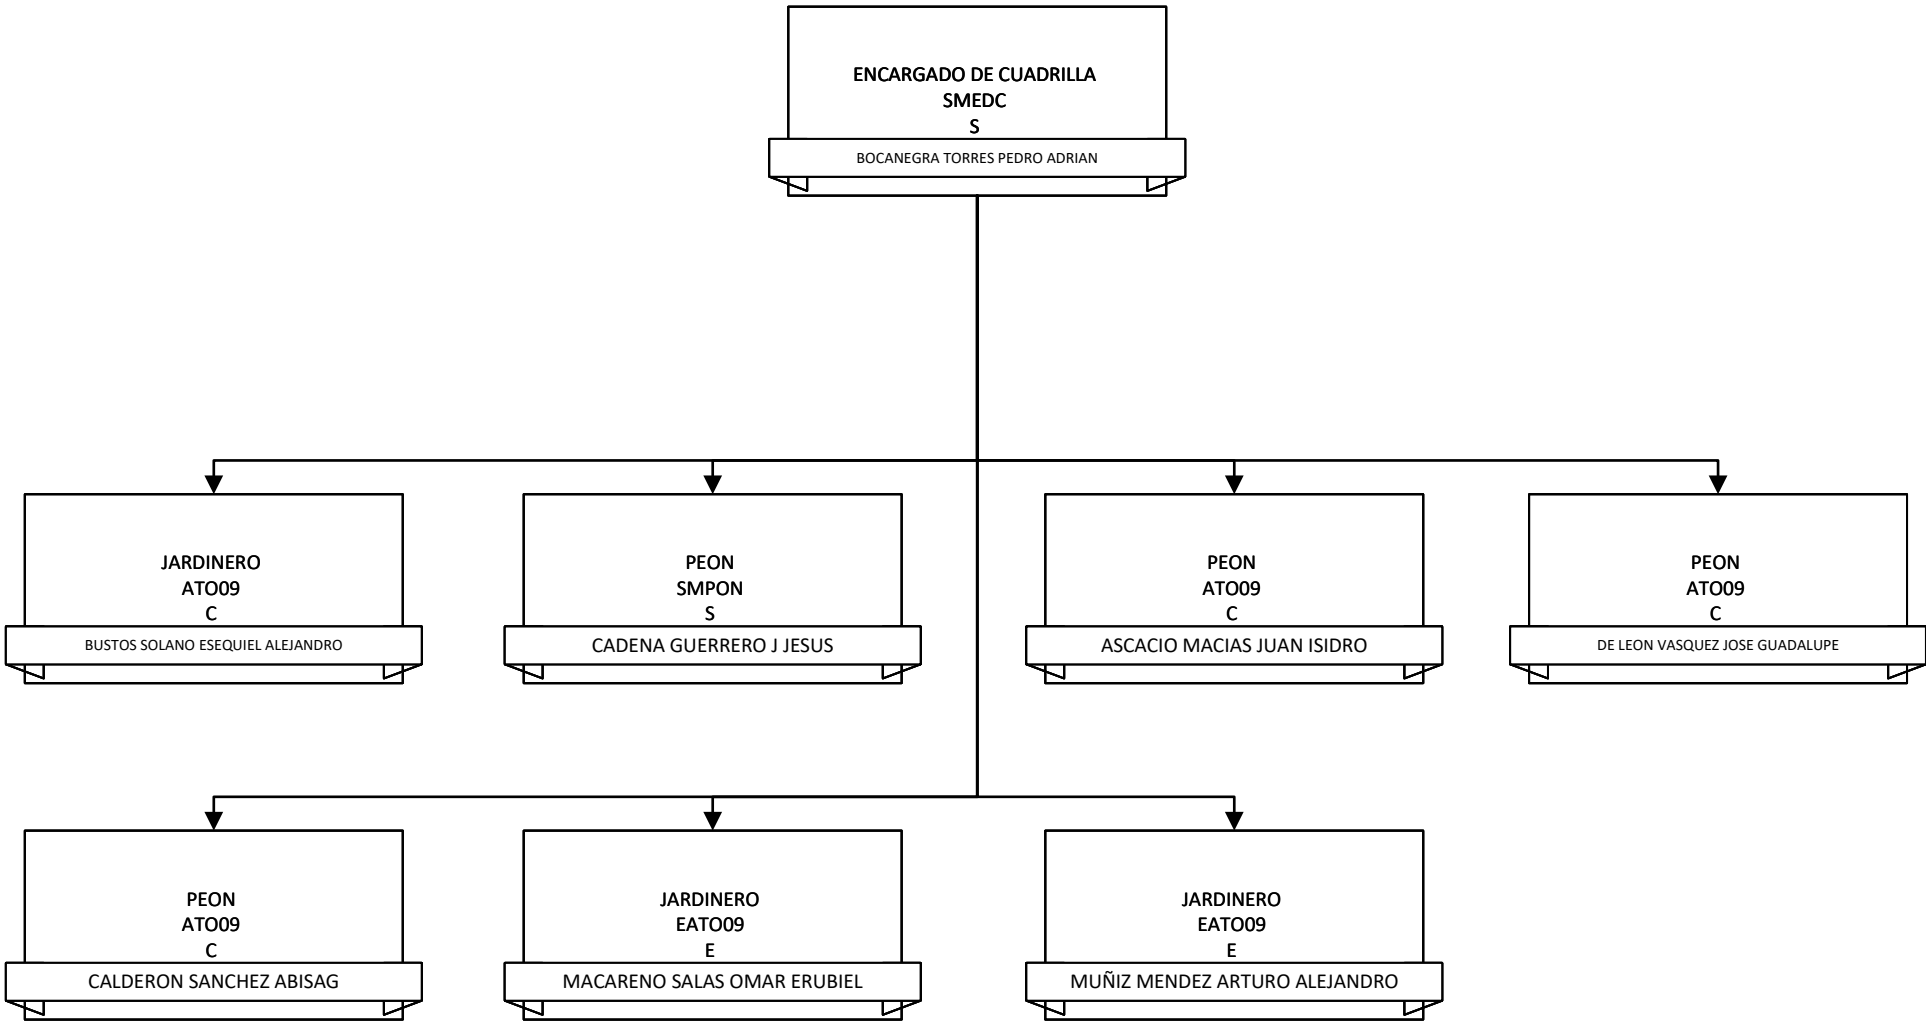 ENCARGADO DE CUADRILLA
SMEDC
S
BOCANEGRA TORRES PEDRO ADRIAN
JARDINERO
ATO09
C
BUSTOS SOLANO ESEQUIEL ALEJANDRO
PEON
SMPON
S
CADENA GUERRERO J JESUS
PEON
ATO09
C
ASCACIO MACIAS JUAN ISIDRO
PEON
ATO09
C
DE LEON VASQUEZ JOSE GUADALUPE
PEON
ATO09
C
CALDERON SANCHEZ ABISAG
JARDINERO
EATO09
E
MACARENO SALAS OMAR ERUBIEL
JARDINERO
EATO09
E
MUÑIZ MENDEZ ARTURO ALEJANDRO